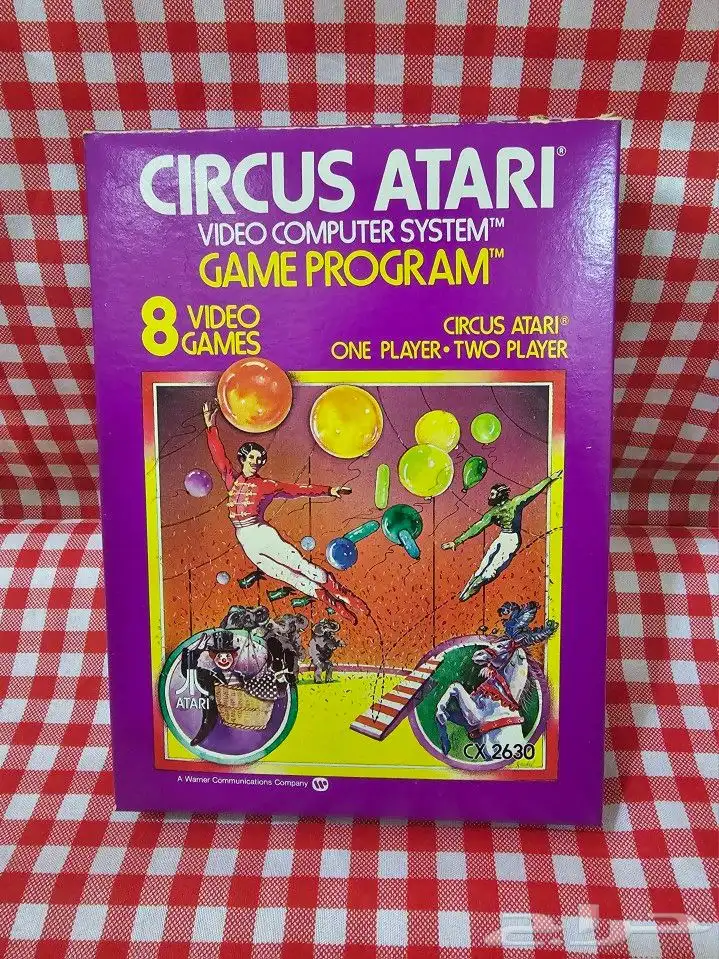 CIRCUS ATARI®
VIDEO COMPUTER SYSTEM™
GAME PROGRAM™
8 VIDEO GAMES
CIRCUS ATARI®
ONE PLAYER • TWO PLAYER
ATARI
CX 2630
A Warner Communications Company
حراج